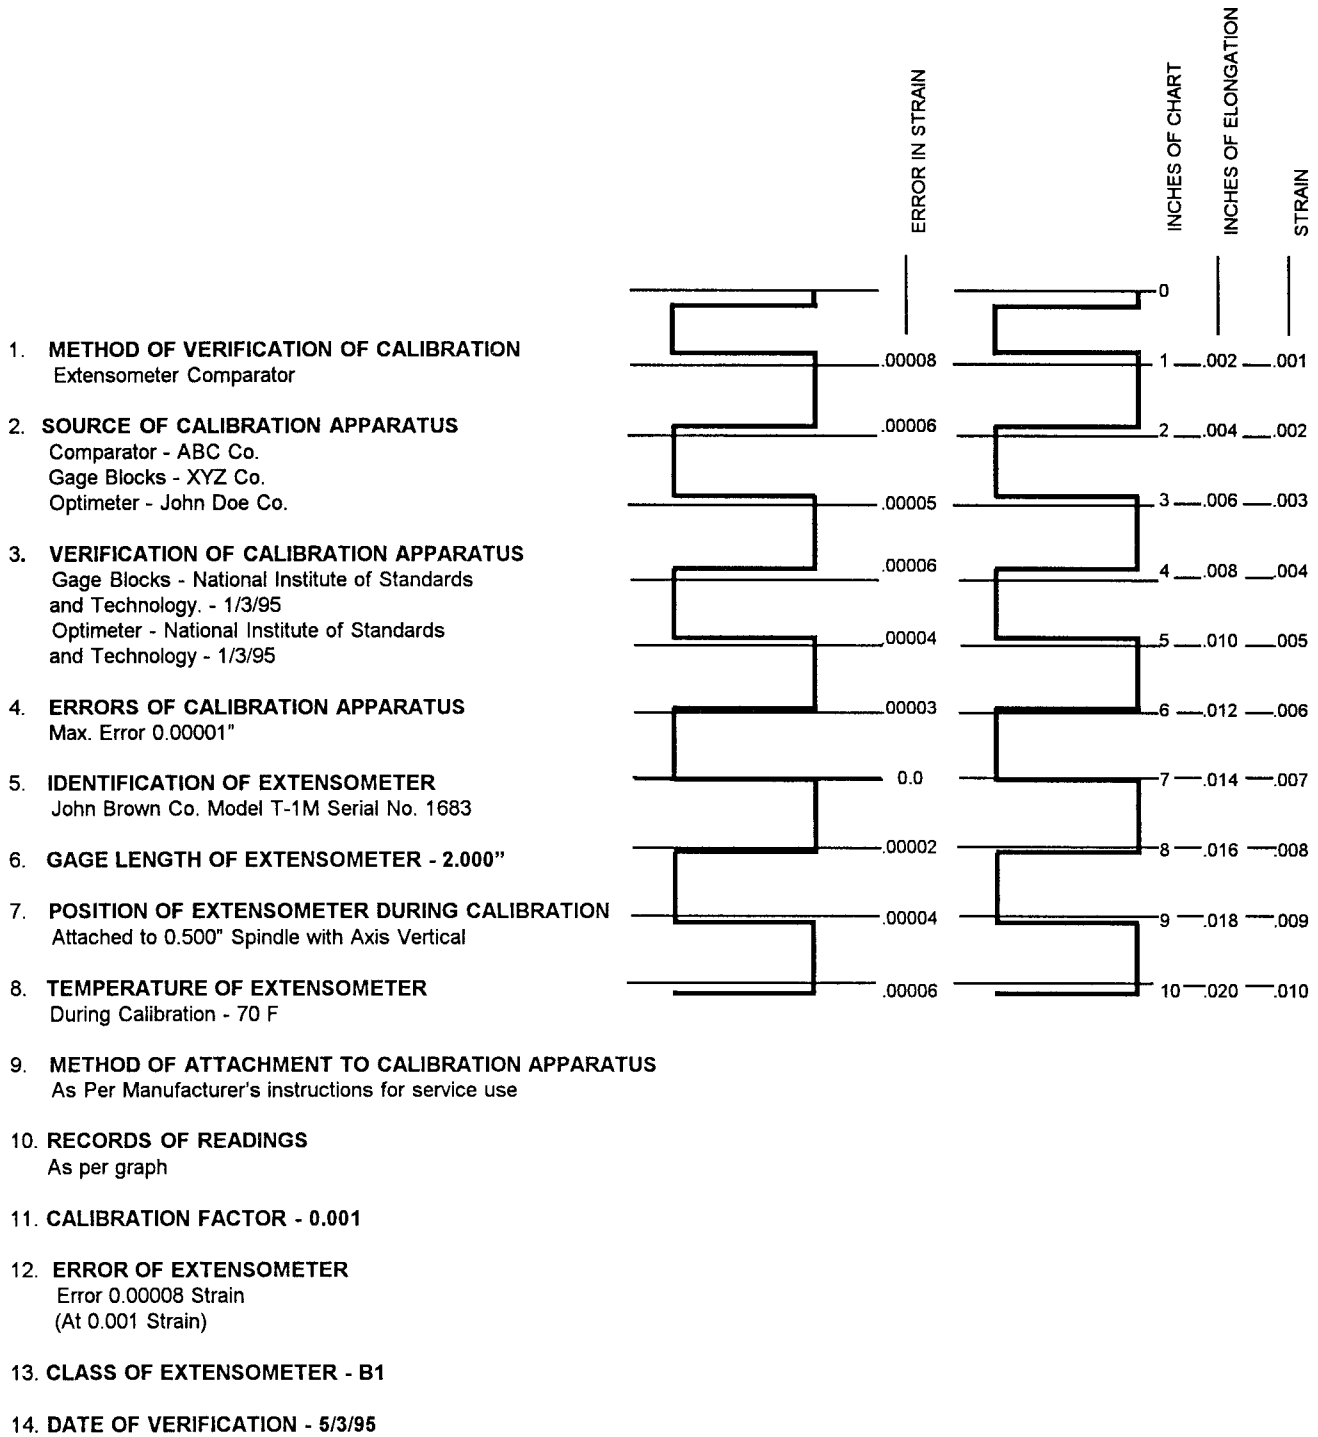 ERROR IN STRAIN
INCHES OF CHART
INCHES OF ELONGATION
STRAIN
0
.00008 1 .002 .001
.00006 2 .004 .002
.00005 3 .006 .003
.00006 4 .008 .004
.00004 5 .010 .005
.00003 6 .012 .006
0.0 7 .014 .007
.00002 8 .016 .008
.00004 9 .018 .009
.00006 10 .020 .010
1. METHOD OF VERIFICATION OF CALIBRATION
Extensometer Comparator
2. SOURCE OF CALIBRATION APPARATUS
Comparator - ABC Co.
Gage Blocks - XYZ Co.
Optimeter - John Doe Co.
3. VERIFICATION OF CALIBRATION APPARATUS
Gage Blocks - National Institute of Standards
and Technology. - 1/3/95
Optimeter - National Institute of Standards
and Technology - 1/3/95
4. ERRORS OF CALIBRATION APPARATUS
Max. Error 0.00001"
5. IDENTIFICATION OF EXTENSOMETER
John Brown Co. Model T-1M Serial No. 1683
6. GAGE LENGTH OF EXTENSOMETER - 2.000"
7. POSITION OF EXTENSOMETER DURING CALIBRATION
Attached to 0.500" Spindle with Axis Vertical
8. TEMPERATURE OF EXTENSOMETER
During Calibration - 70 F
9. METHOD OF ATTACHMENT TO CALIBRATION APPARATUS
As Per Manufacturer's instructions for service use
10. RECORDS OF READINGS
As per graph
11. CALIBRATION FACTOR - 0.001
12. ERROR OF EXTENSOMETER
Error 0.00008 Strain
(At 0.001 Strain)
13. CLASS OF EXTENSOMETER - B1
14. DATE OF VERIFICATION - 5/3/95